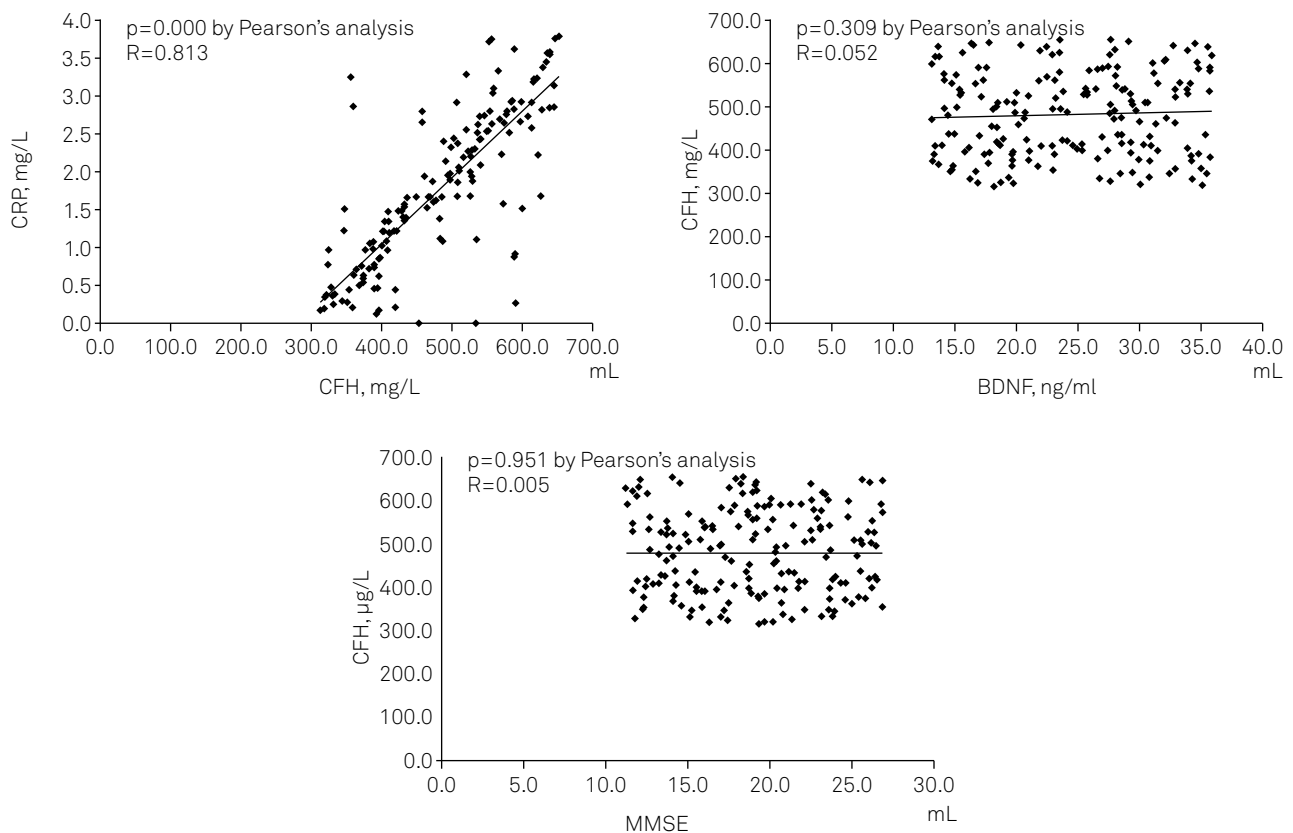 p=0.000 by Pearson's analysis
R=0.813
CRP, mg/L
4.0
3.5
3.0
2.5
2.0
1.5
1.0
0.5
0.0
0.0 100.0 200.0 300.0 400.0 500.0 600.0 700.0
mL
CFH, mg/L
p=0.309 by Pearson's analysis
R=0.052
CFH, mg/L
700.0
600.0
500.0
400.0
300.0
200.0
100.0
0.0
0.0 5.0 10.0 15.0 20.0 25.0 30.0 35.0 40.0
mL
BDNF, ng/ml
p=0.951 by Pearson's analysis
R=0.005
CFH, µg/L
700.0
600.0
500.0
400.0
300.0
200.0
100.0
0.0
0.0 5.0 10.0 15.0 20.0 25.0 30.0
mL
MMSE